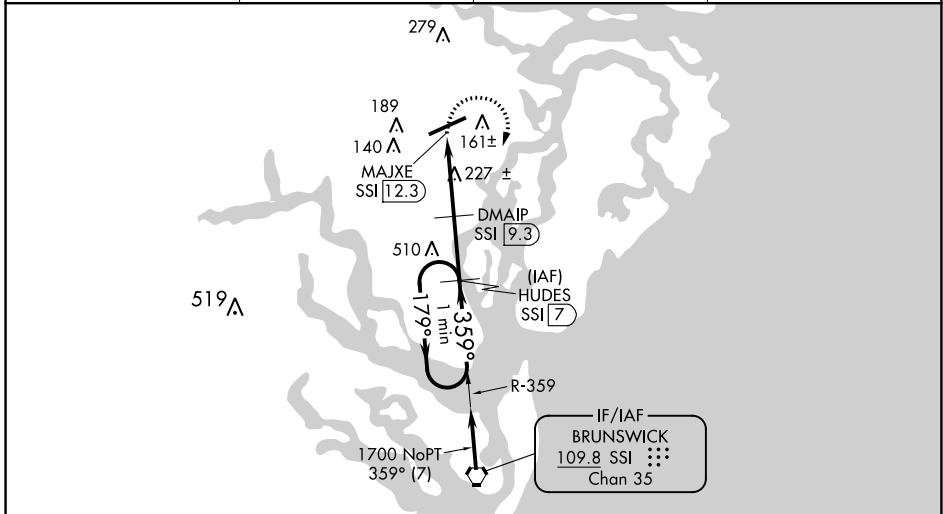 279
189
140
161±
MAJXE
SSI 12.3
227 ±
DMAIP
SSI 9.3
510
(IAF)
HUDES
SSI 7
519
179°
1 min
359°
R-359
1700 NoPT
359° (7)
IF/IAF
BRUNSWICK
109.8 SSI
Chan 35